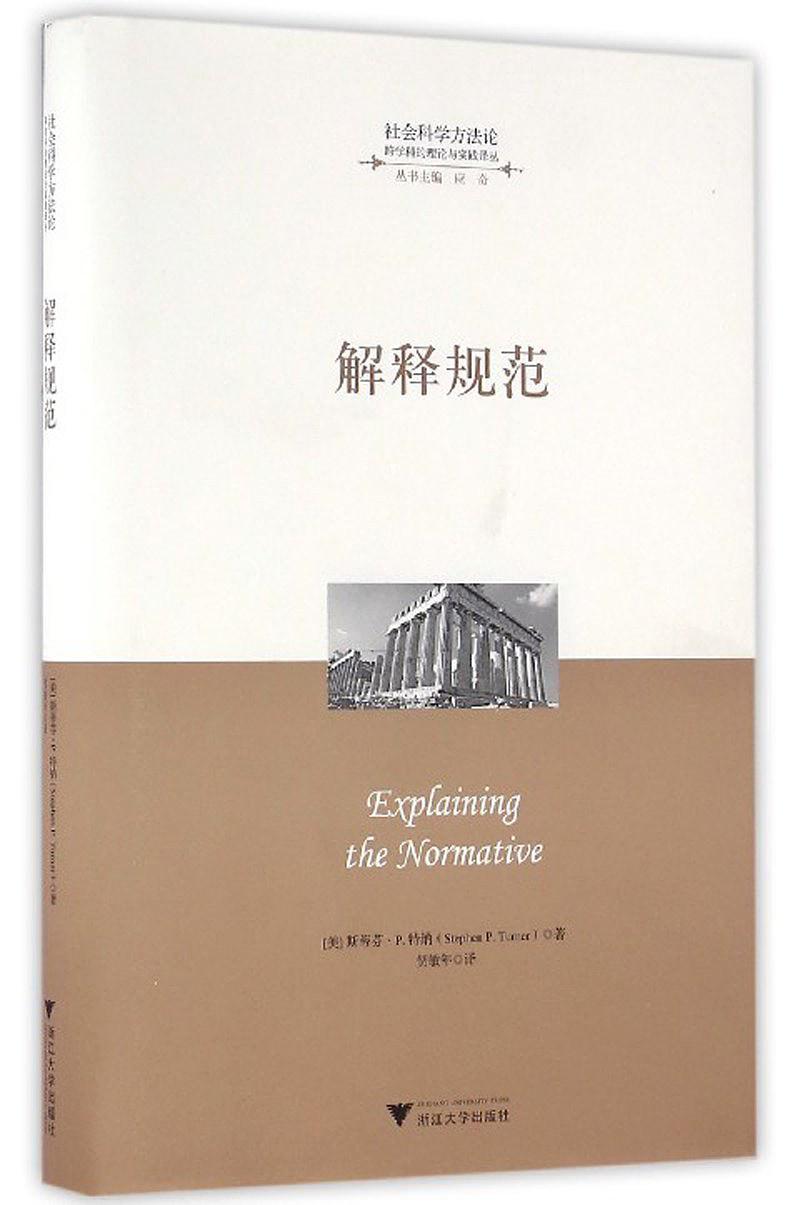 社会科学方法论
跨学科的理论与实践译丛
丛书主编 应 奇
解释规范
Explaining
the Normative
[美] 斯蒂芬·P. 特纳（Stephen P. Turner）◎著
贺敏年◎译
ZHEJIANG UNIVERSITY PRESS
浙江大学出版社
社会科学方法论
解释规范
[美] 斯蒂芬·P. 特纳（Stephen P. Turner）◎著
浙江大学出版社